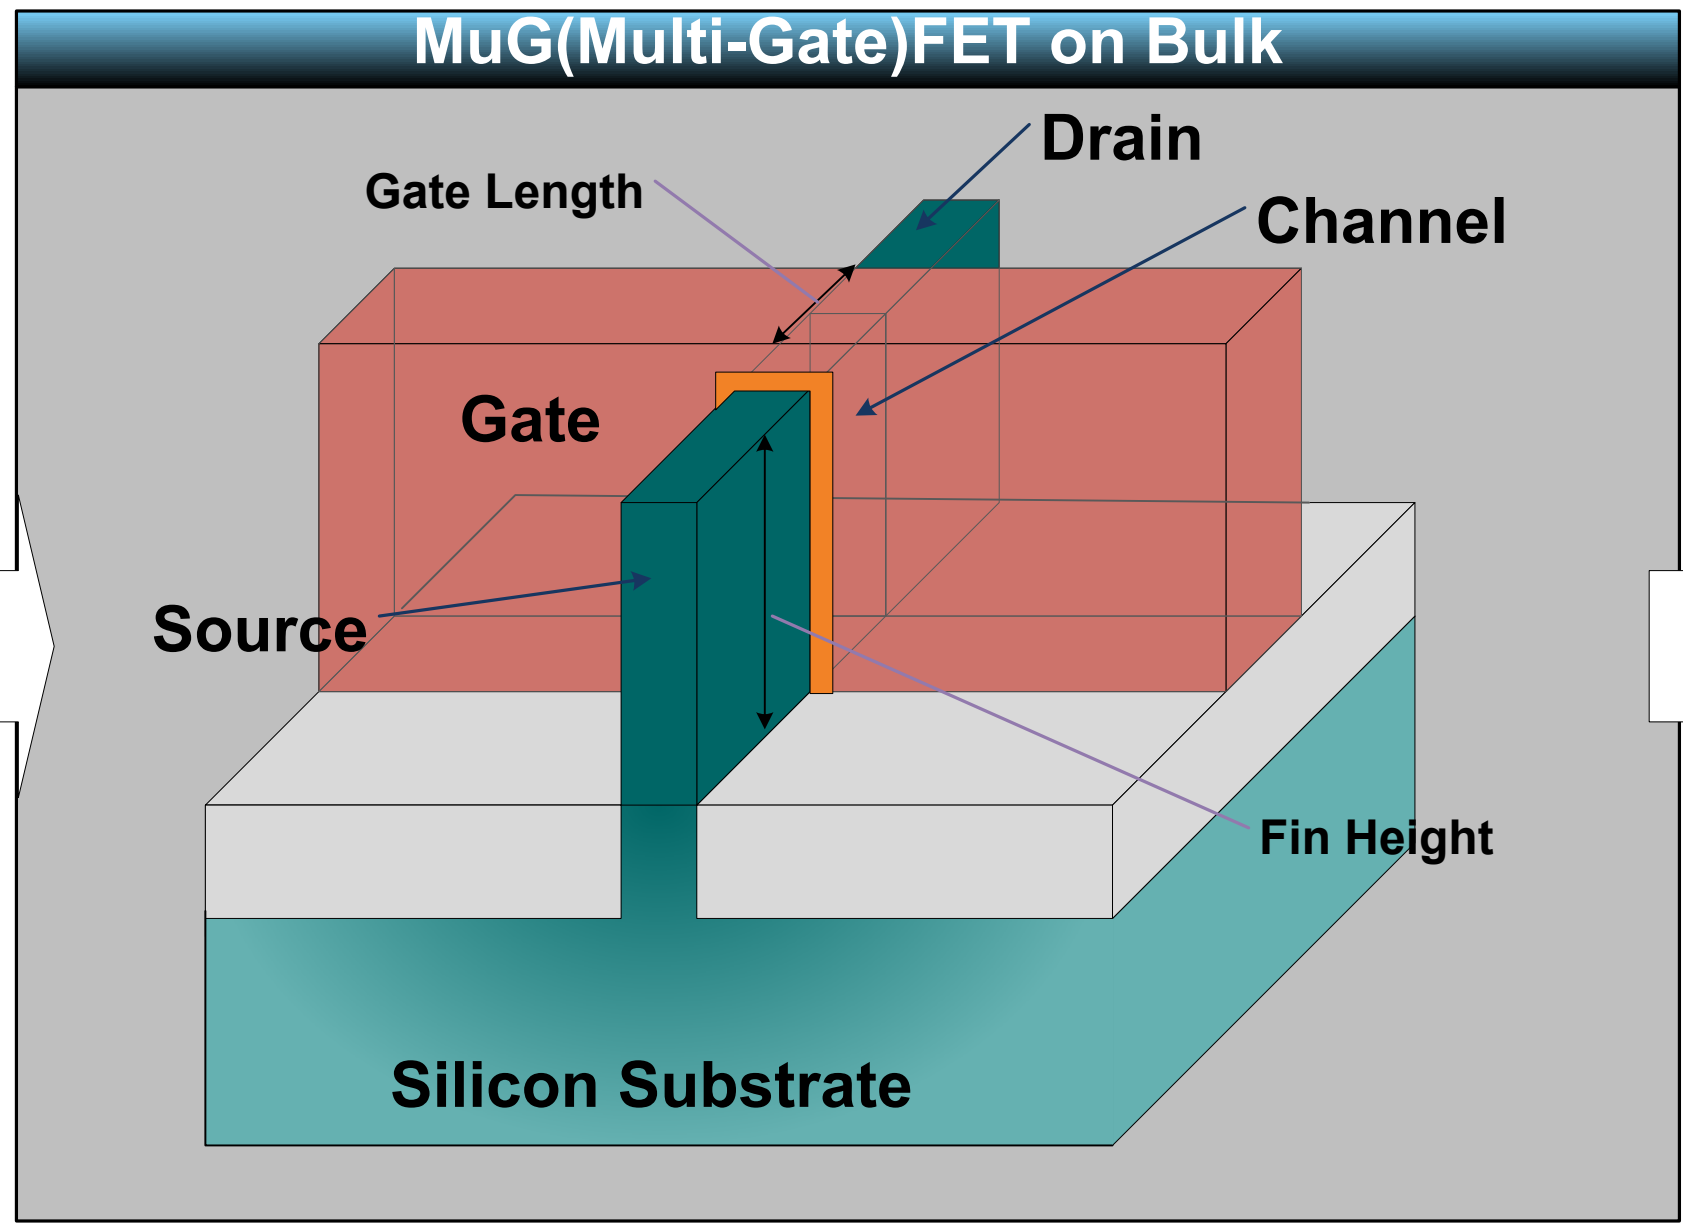 MuG(Multi-Gate)FET on Bulk
Drain
Gate Length
Channel
Gate
Source
Fin Height
Silicon Substrate